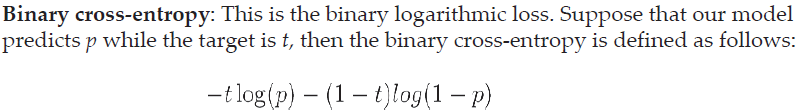 Binary cross-entropy: This is the binary logarithmic loss. Suppose that our model
predicts p while the target is t, then the binary cross-entropy is defined as follows:
−t log(p) − (1 − t)log(1 − p)